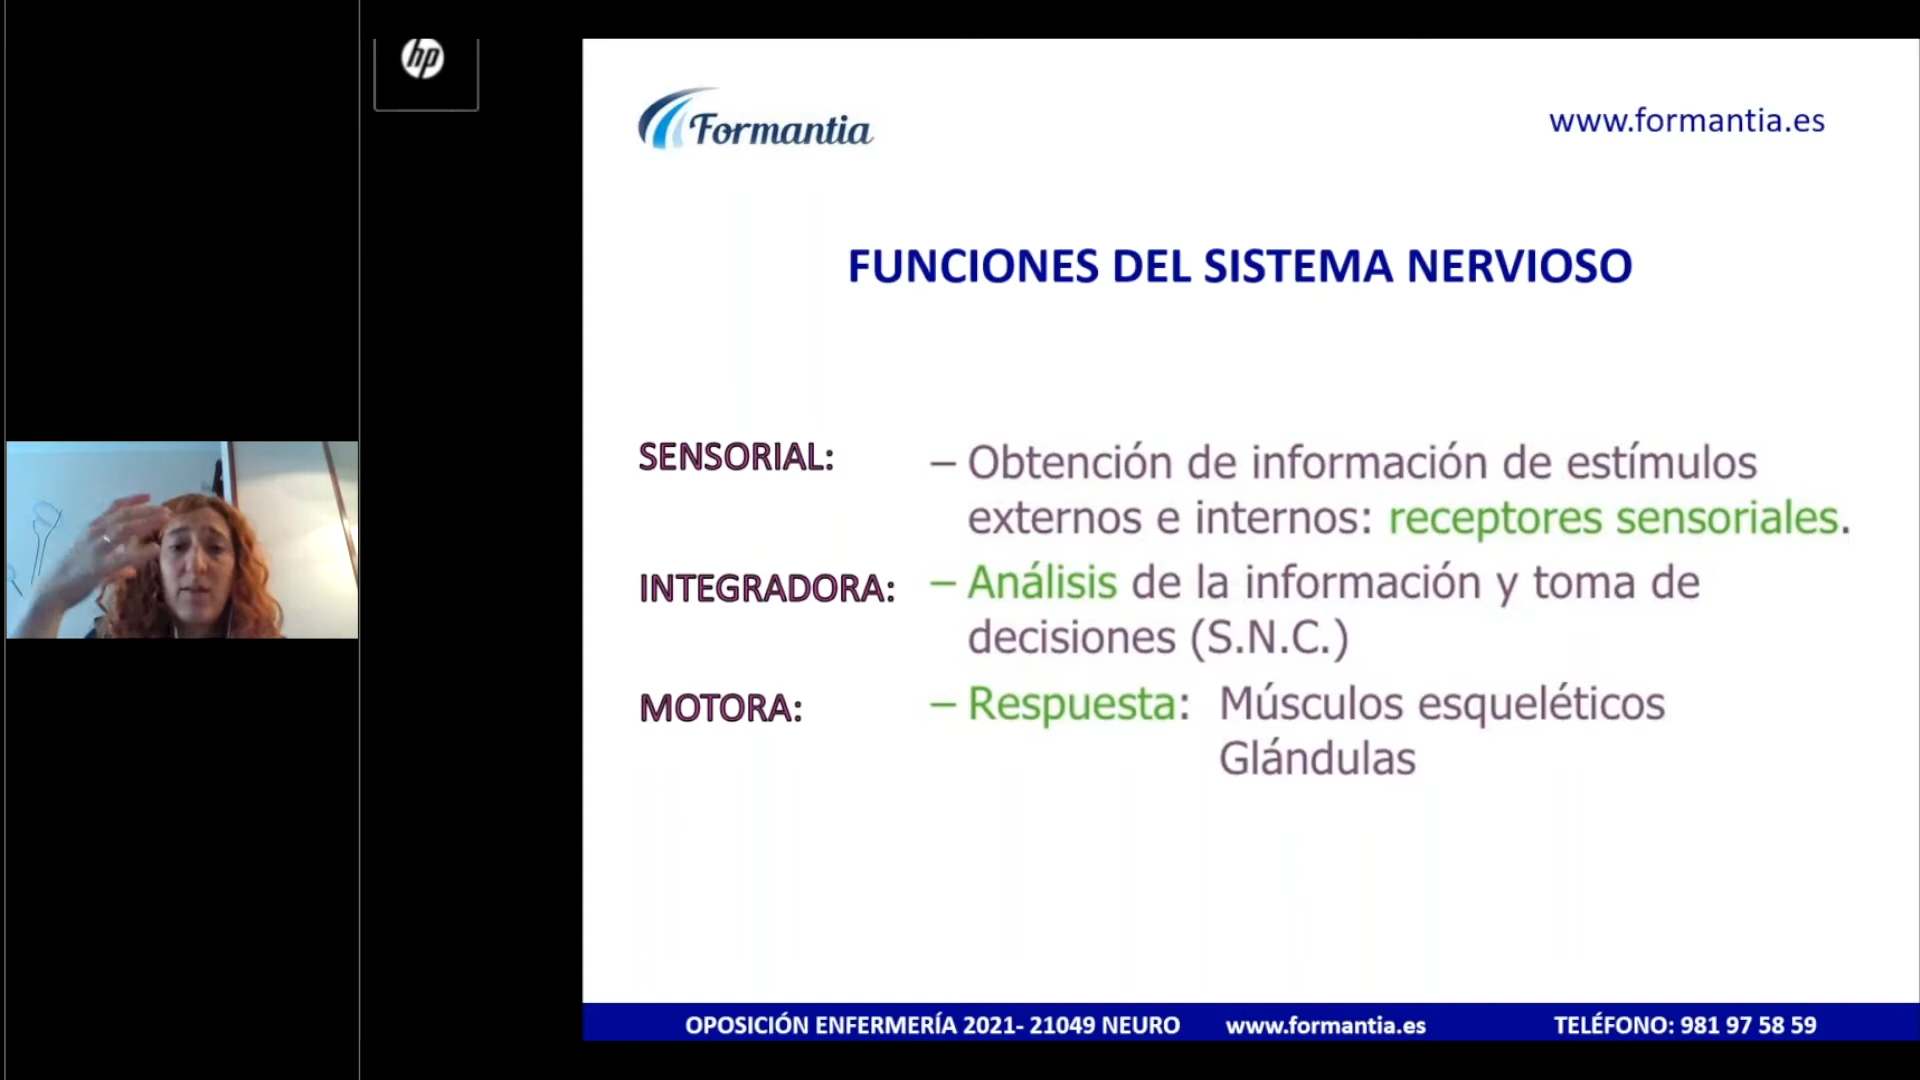 hp
Formantia
www.formantia.es
FUNCIONES DEL SISTEMA NERVIOSO
SENSORIAL:
– Obtención de información de estímulos
externos e internos: receptores sensoriales.
INTEGRADORA:
– Análisis de la información y toma de
decisiones (S.N.C.)
MOTORA:
– Respuesta: Músculos esqueléticos
Glándulas
OPOSICIÓN ENFERMERÍA 2021- 21049 NEURO www.formantia.es TELÉFONO: 981 97 58 59